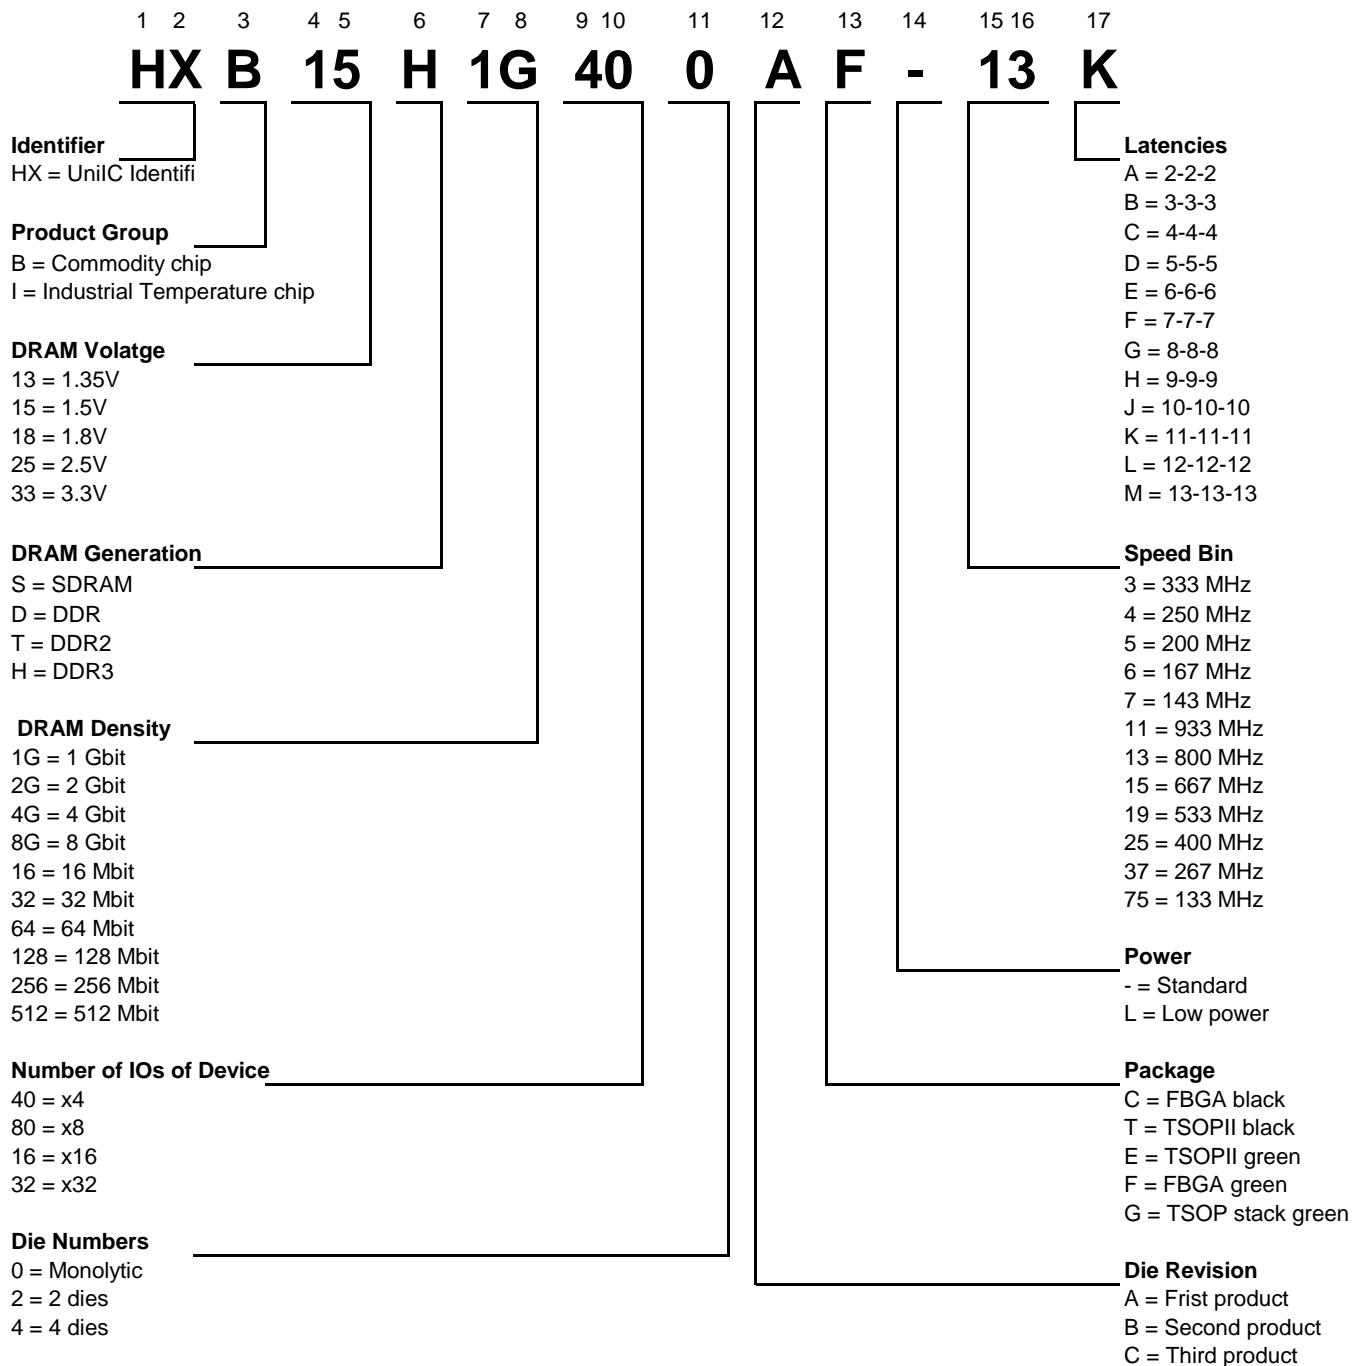 1 2 3 4 5 6 7 8 9 10 11 12 13 14 15 16 17
HX B 15 H 1G 40 0 A F - 13 K
Identifier
HX = UniIC Identifi
Product Group
B = Commodity chip
I = Industrial Temperature chip
DRAM Volatge
13 = 1.35V
15 = 1.5V
18 = 1.8V
25 = 2.5V
33 = 3.3V
DRAM Generation
S = SDRAM
D = DDR
T = DDR2
H = DDR3
DRAM Density
1G = 1 Gbit
2G = 2 Gbit
4G = 4 Gbit
8G = 8 Gbit
16 = 16 Mbit
32 = 32 Mbit
64 = 64 Mbit
128 = 128 Mbit
256 = 256 Mbit
512 = 512 Mbit
Number of IOs of Device
40 = x4
80 = x8
16 = x16
32 = x32
Die Numbers
0 = Monolytic
2 = 2 dies
4 = 4 dies
Latencies
A = 2-2-2
B = 3-3-3
C = 4-4-4
D = 5-5-5
E = 6-6-6
F = 7-7-7
G = 8-8-8
H = 9-9-9
J = 10-10-10
K = 11-11-11
L = 12-12-12
M = 13-13-13
Speed Bin
3 = 333 MHz
4 = 250 MHz
5 = 200 MHz
6 = 167 MHz
7 = 143 MHz
11 = 933 MHz
13 = 800 MHz
15 = 667 MHz
19 = 533 MHz
25 = 400 MHz
37 = 267 MHz
75 = 133 MHz
Power
- = Standard
L = Low power
Package
C = FBGA black
T = TSOPII black
E = TSOPII green
F = FBGA green
G = TSOP stack green
Die Revision
A = Frist product
B = Second product
C = Third product